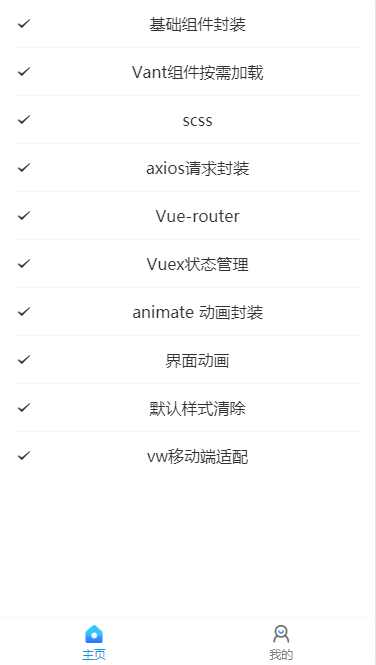 基础组件封装
Vant组件按需加载
scss
axios请求封装
Vue-router
Vuex状态管理
animate 动画封装
界面动画
默认样式清除
vw移动端适配
主页
我的